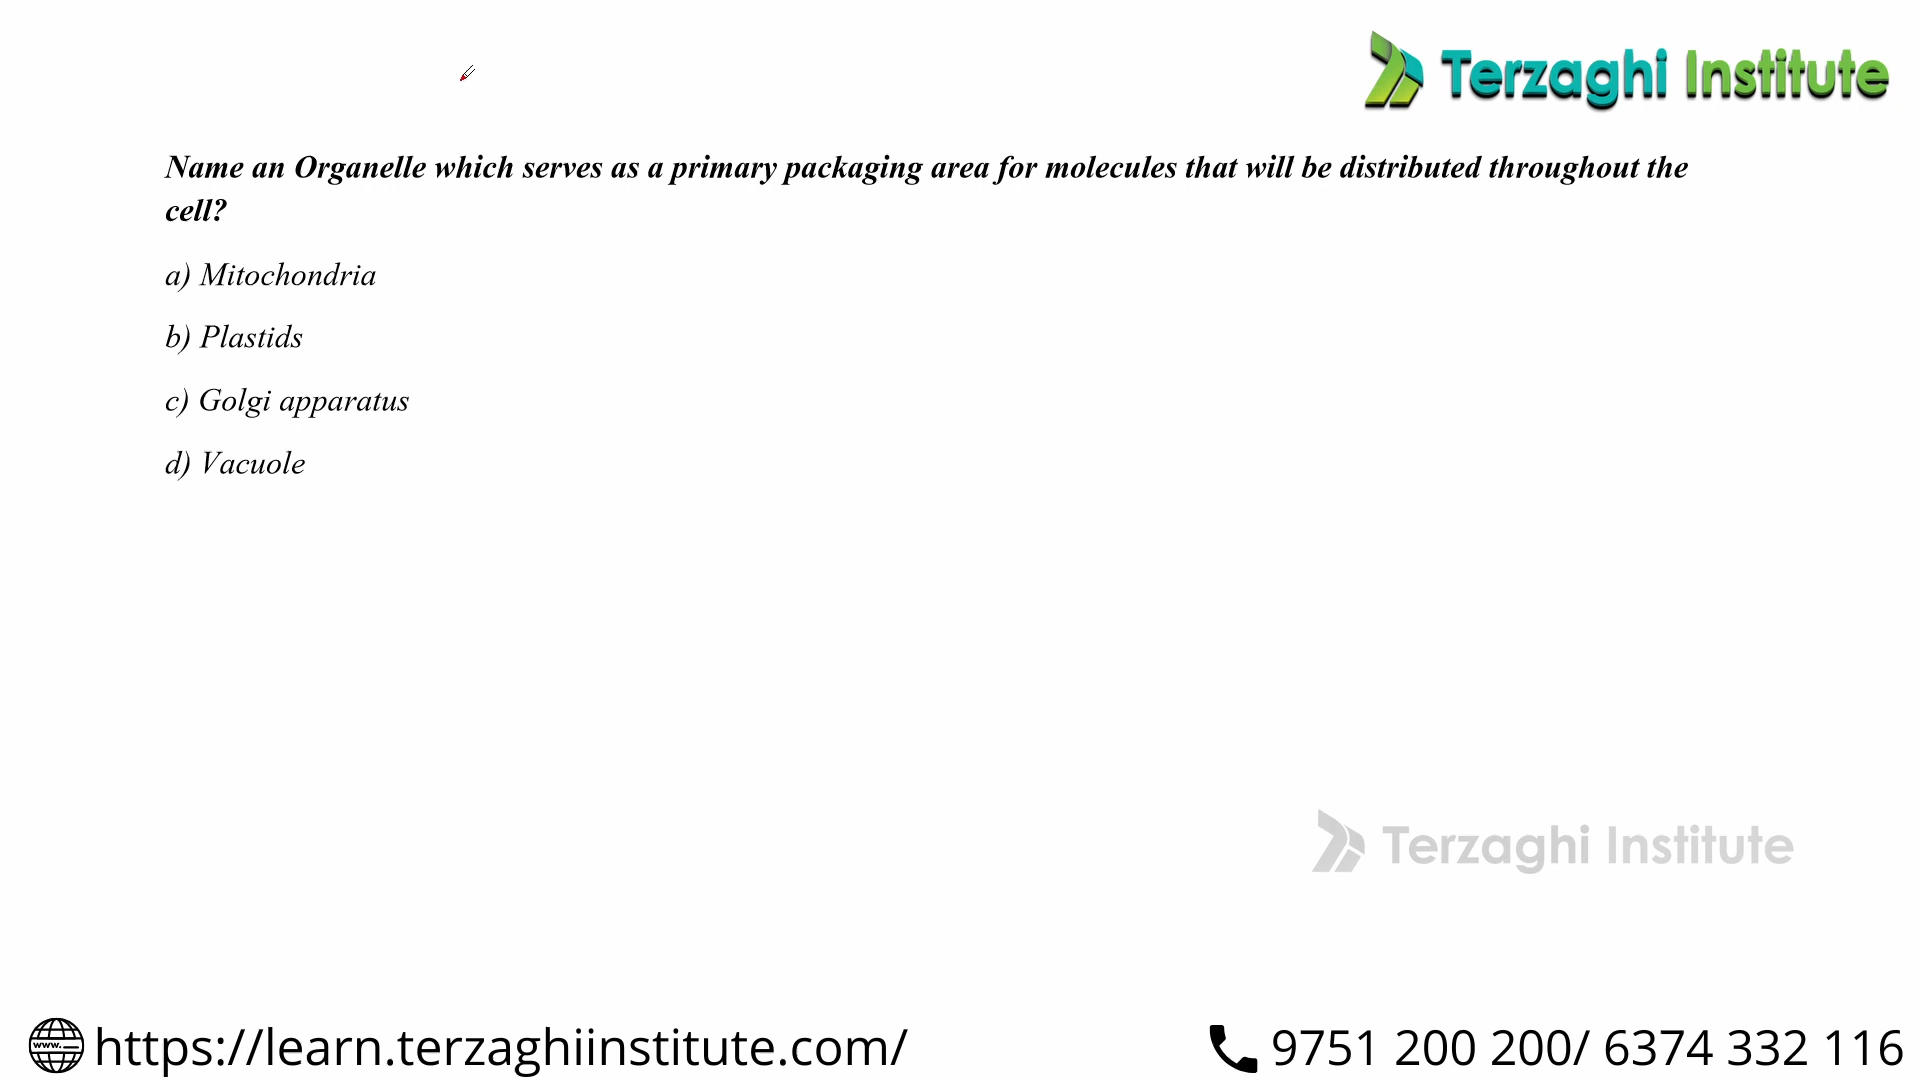 Terzaghi Institute
Name an Organelle which serves as a primary packaging area for molecules that will be distributed throughout the
cell?
a) Mitochondria
b) Plastids
c) Golgi apparatus
d) Vacuole
Terzaghi Institute
www.
https://learn.terzaghiinstitute.com/
9751 200 200/ 6374 332 116